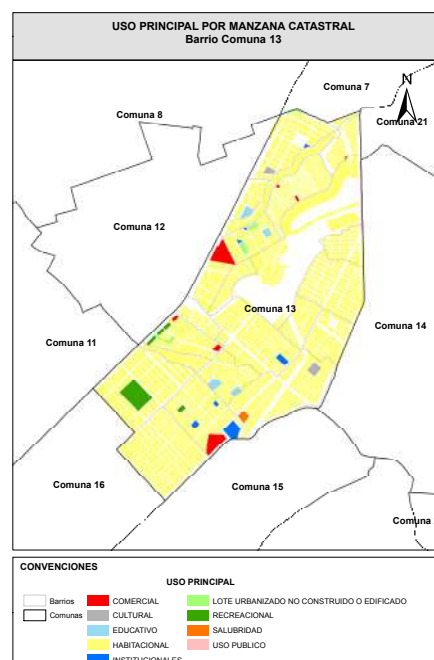 USO PRINCIPAL POR MANZANA CATASTRAL
Barrio Comuna 13
Comuna 7
N
Comuna 8
Comuna 21
Comuna 12
Comuna 13
Comuna 14
Comuna 11
Comuna 16
Comuna 15
Comuna
CONVENCIONES
USO PRINCIPAL
Barrios
COMERCIAL
LOTE URBANIZADO NO CONSTRUIDO O EDIFICADO
Comunas
CULTURAL
RECREACIONAL
EDUCATIVO
SALUBRIDAD
HABITACIONAL
USO PUBLICO
INSTITUCIONALES